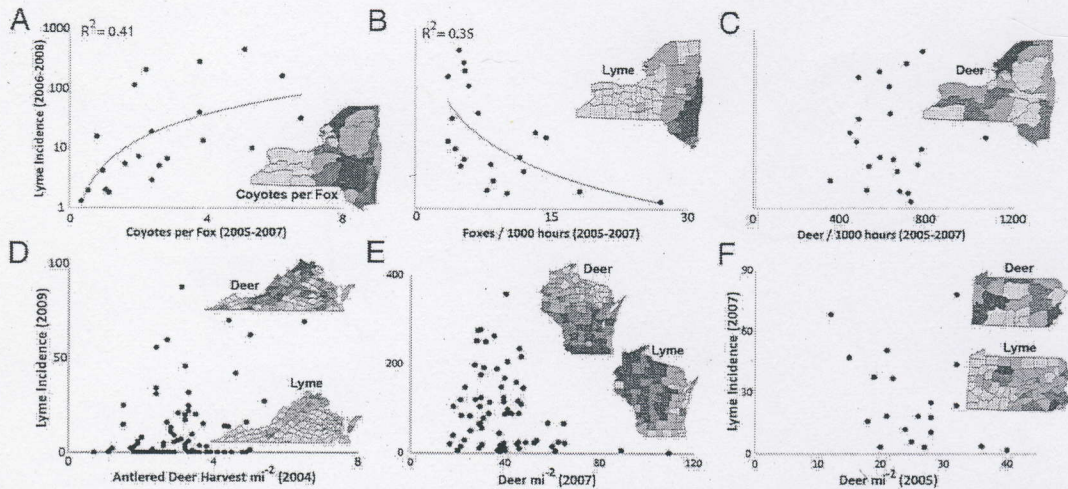 A
R²= 0.41
Lyme Incidence (2006-2008)
1000
100
10
1
0
4
8
Coyotes per Fox
Coyotes per Fox (2005-2007)
B
R²= 0.35
Lyme
0
15
30
Foxes / 1000 hours (2005-2007)
C
Deer
0
400
800
1200
Deer / 1000 hours (2005-2007)
D
Lyme Incidence (2009)
100
50
0
Deer
Lyme
0
4
8
Antlered Deer Harvest mi⁻² (2004)
E
400
200
0
Deer
Lyme
0
40
80
120
Deer mi⁻² (2007)
F
Lyme Incidence (2007)
90
60
30
0
Deer
Lyme
0
20
40
Deer mi⁻² (2005)